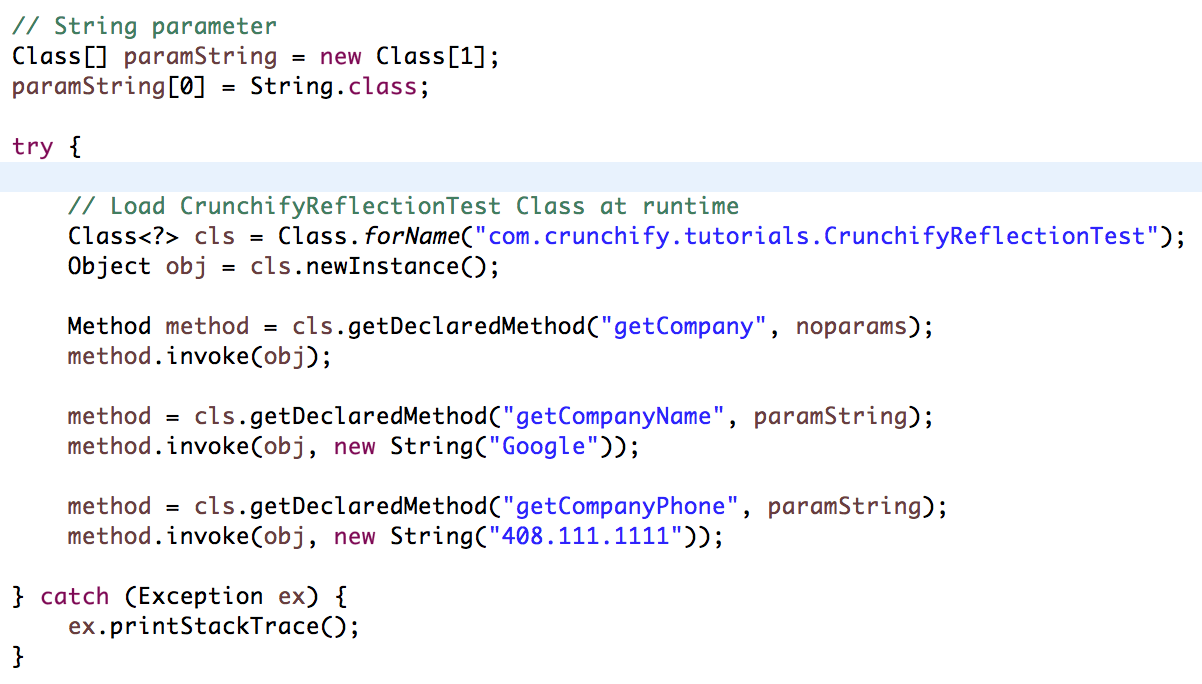 // String parameter
Class[] paramString = new Class[1];
paramString[0] = String.class;
try {
// Load CrunchifyReflectionTest Class at runtime
Class<?> cls = Class.forName("com.crunchify.tutorials.CrunchifyReflectionTest");
Object obj = cls.newInstance();
Method method = cls.getDeclaredMethod("getCompany", noparams);
method.invoke(obj);
method = cls.getDeclaredMethod("getCompanyName", paramString);
method.invoke(obj, new String("Google"));
method = cls.getDeclaredMethod("getCompanyPhone", paramString);
method.invoke(obj, new String("408.111.1111"));
} catch (Exception ex) {
ex.printStackTrace();
}